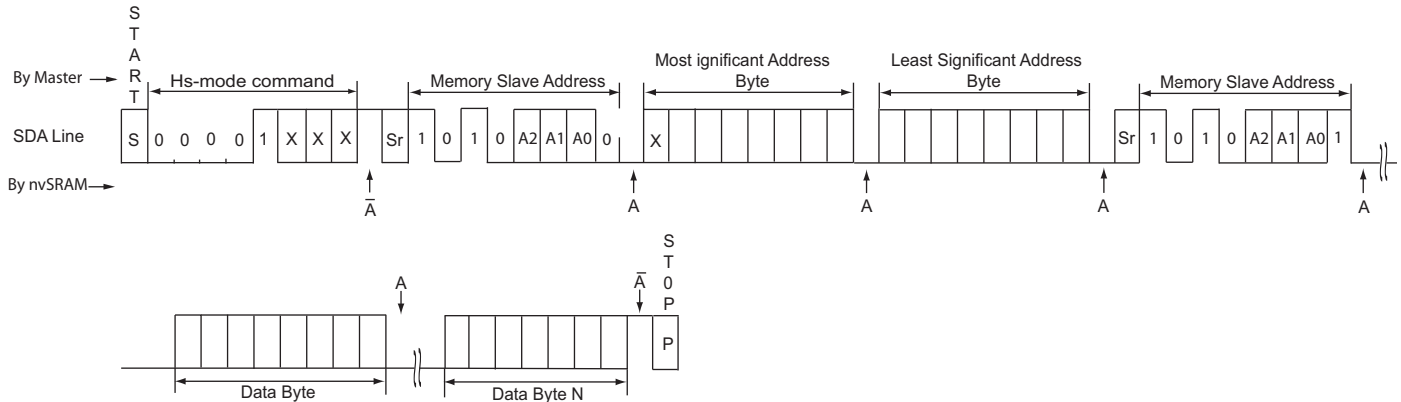 START
By Master
Hs-mode command
Memory Slave Address
Most ignificant Address
Byte
Least Significant Address
Byte
Memory Slave Address
SDA Line
S 0 0 0 0 1 X X X Sr 1 0 1 0 A2 A1 A0 0 X Sr 1 0 1 0 A2 A1 A0 1
By nvSRAM
A̅ A A A A
ST0P
A A̅
P
Data Byte
Data Byte N